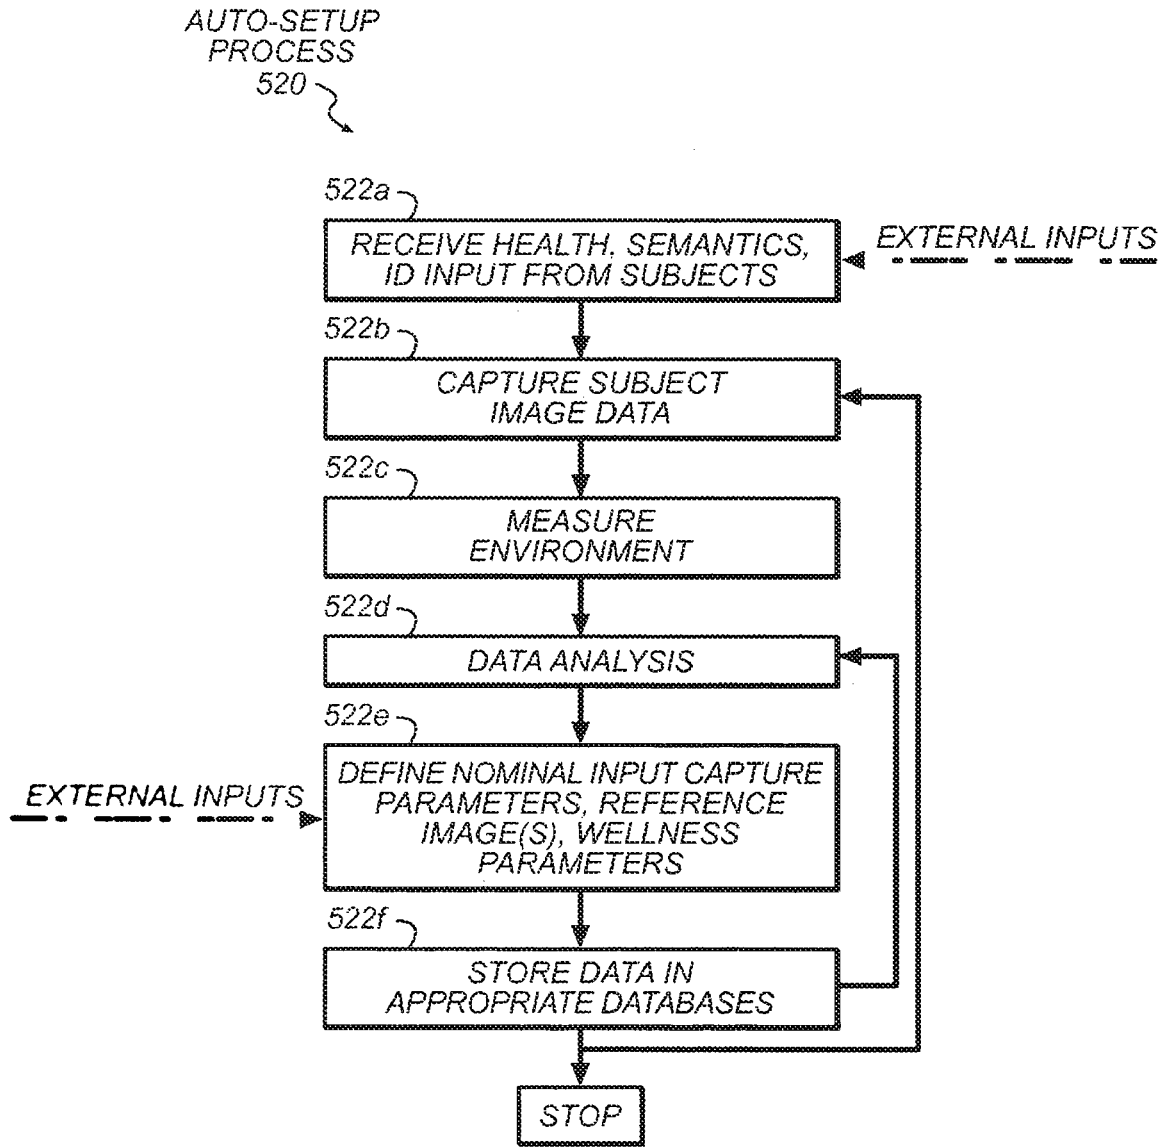 AUTO-SETUP
PROCESS
520
522a
RECEIVE HEALTH, SEMANTICS,
ID INPUT FROM SUBJECTS
EXTERNAL INPUTS
522b
CAPTURE SUBJECT
IMAGE DATA
522c
MEASURE
ENVIRONMENT
522d
DATA ANALYSIS
522e
DEFINE NOMINAL INPUT CAPTURE
PARAMETERS, REFERENCE
IMAGE(S), WELLNESS
PARAMETERS
EXTERNAL INPUTS
522f
STORE DATA IN
APPROPRIATE DATABASES
STOP